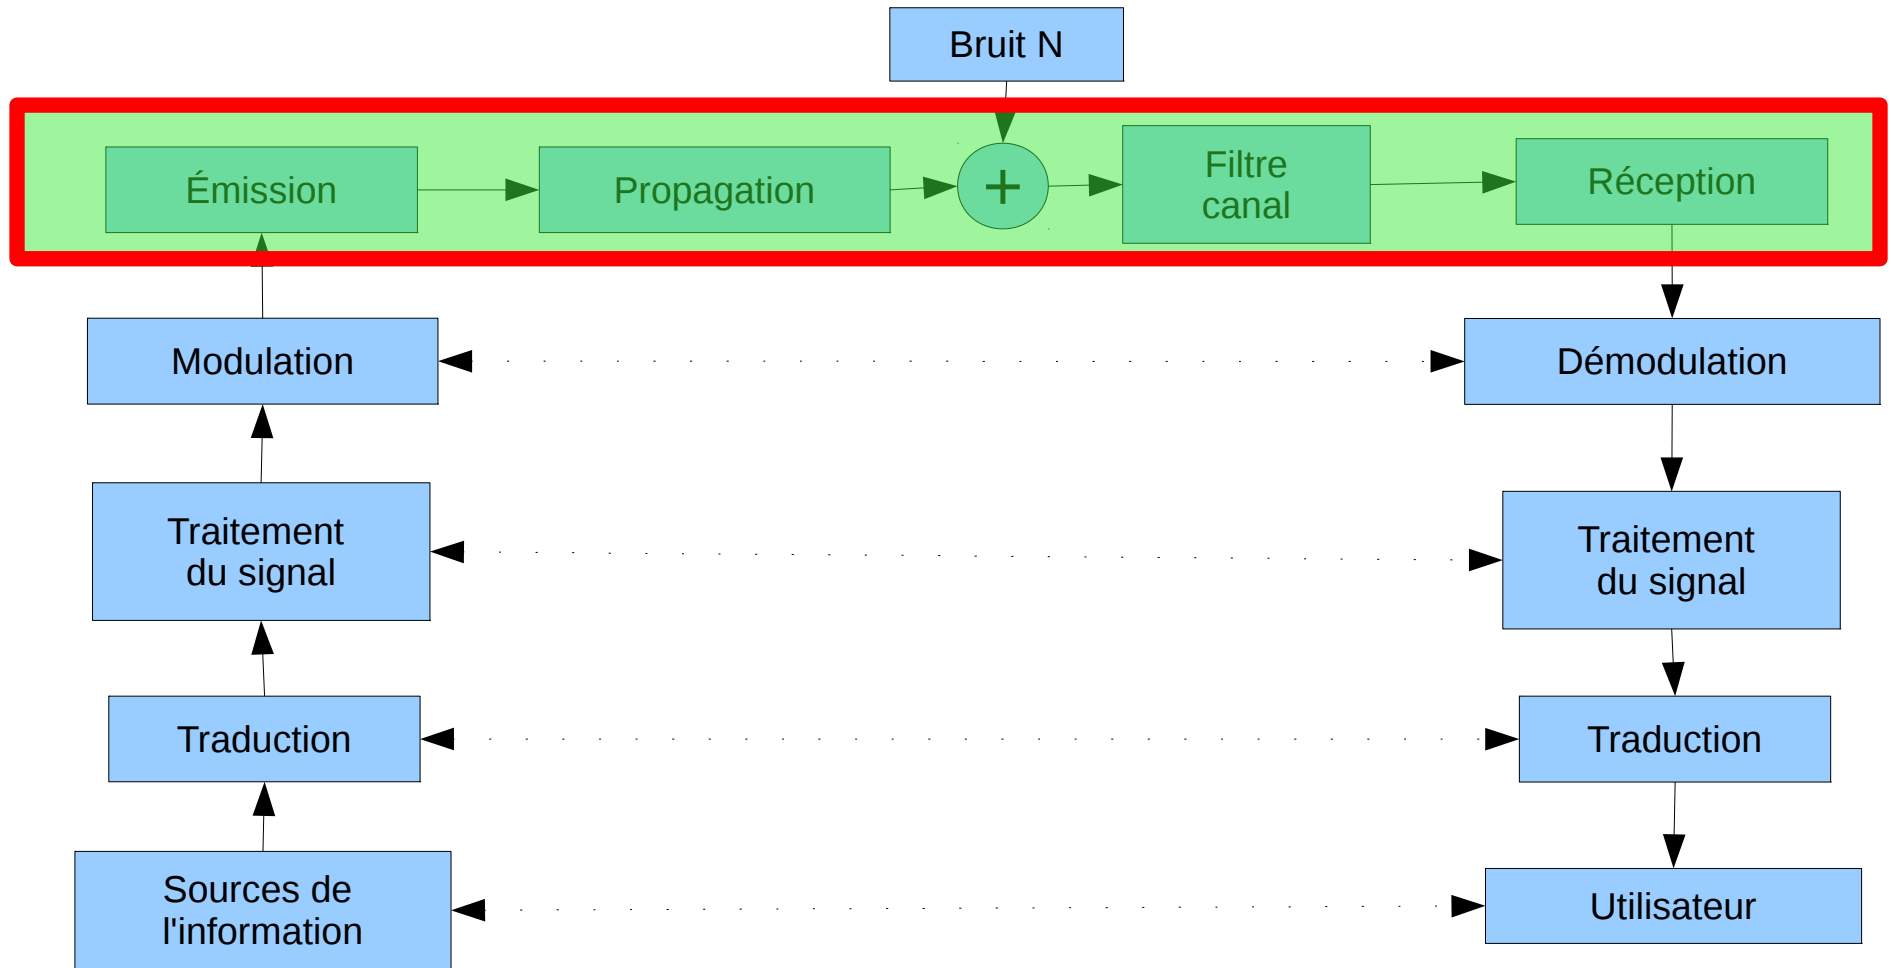 Bruit N
Émission
Propagation
+
Filtre
canal
Réception
Modulation
Démodulation
Traitement
du signal
Traitement
du signal
Traduction
Traduction
Sources de
l'information
Utilisateur